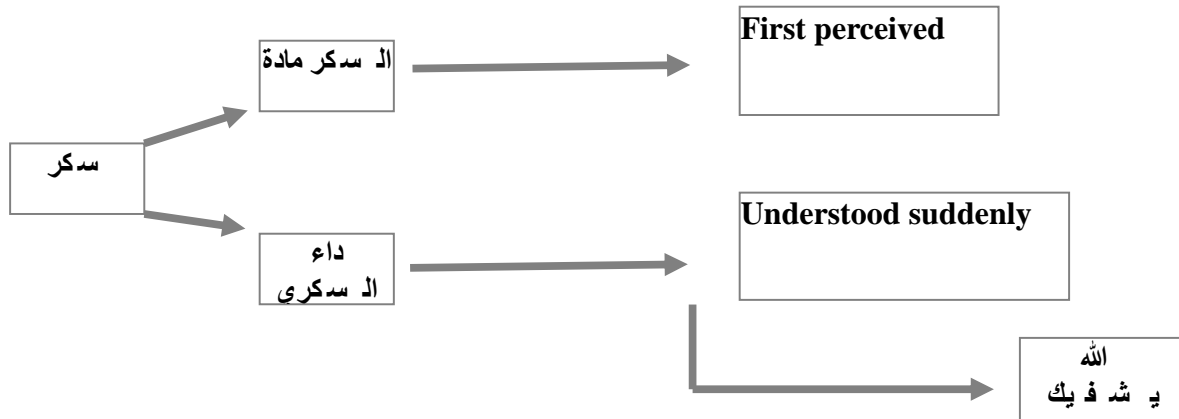 السكر مادة
First perceived
سكر
Understood suddenly
داء
السكري
الله
يشفيك